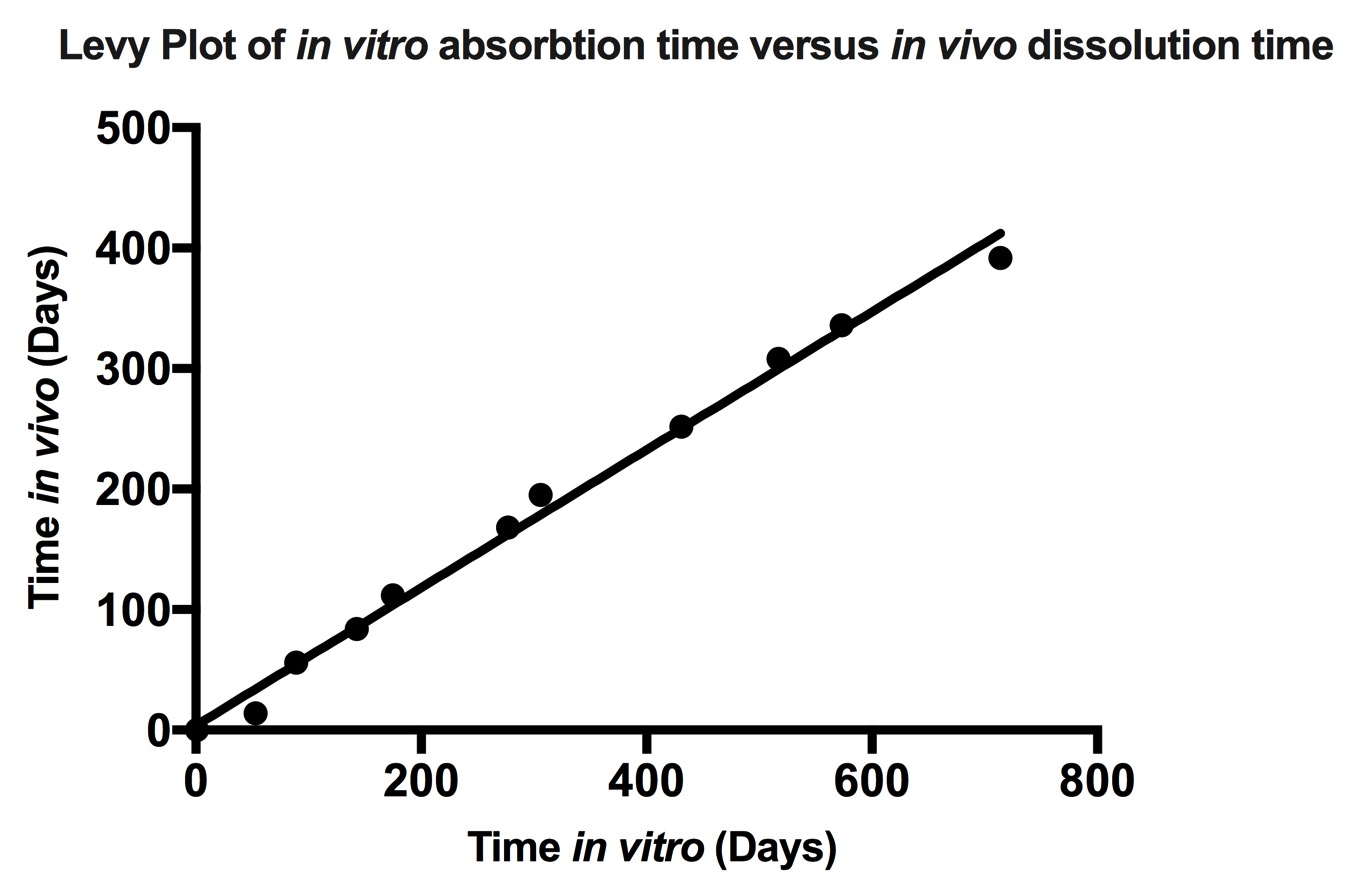 Levy Plot of in vitro absorbtion time versus in vivo dissolution time
500
400
300
200
100
0
Time in vivo (Days)
0 200 400 600 800
Time in vitro (Days)